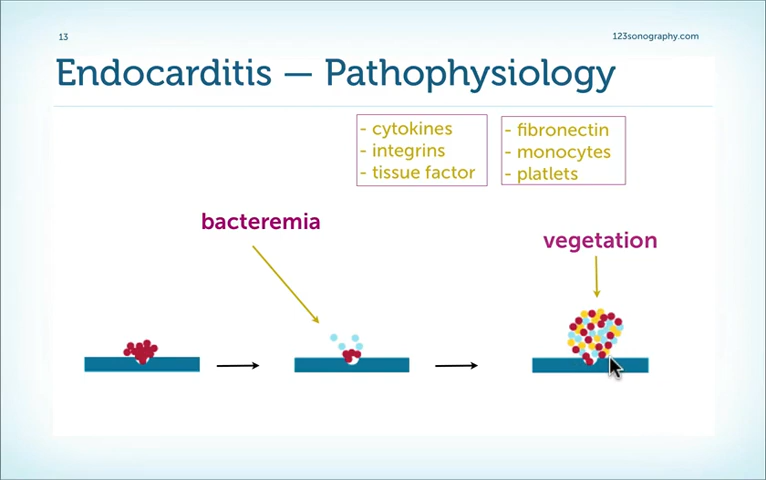 13
123sonography.com
Endocarditis — Pathophysiology
- cytokines
- integrins
- tissue factor
- fibronectin
- monocytes
- platlets
bacteremia
vegetation